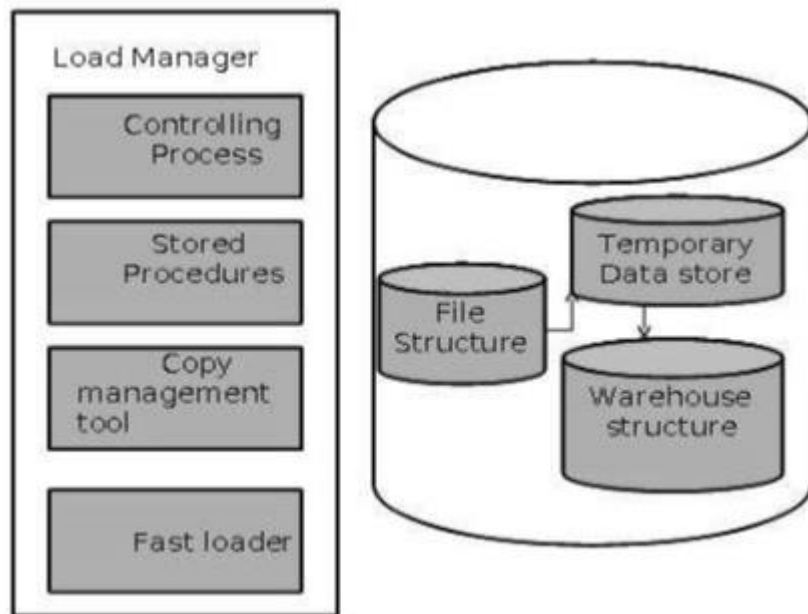 Load Manager
Controlling
Process
Stored
Procedures
Copy
management
tool
Fast loader
File
Structure
Temporary
Data store
Warehouse
structure